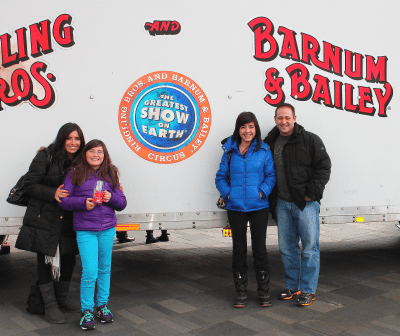 LING
ROS.
AND
BARNUM
& BAILEY
RINGLING BROS AND BARNUM & BAILEY
THE
GREATEST
SHOW
ON
EARTH
CIRCUS